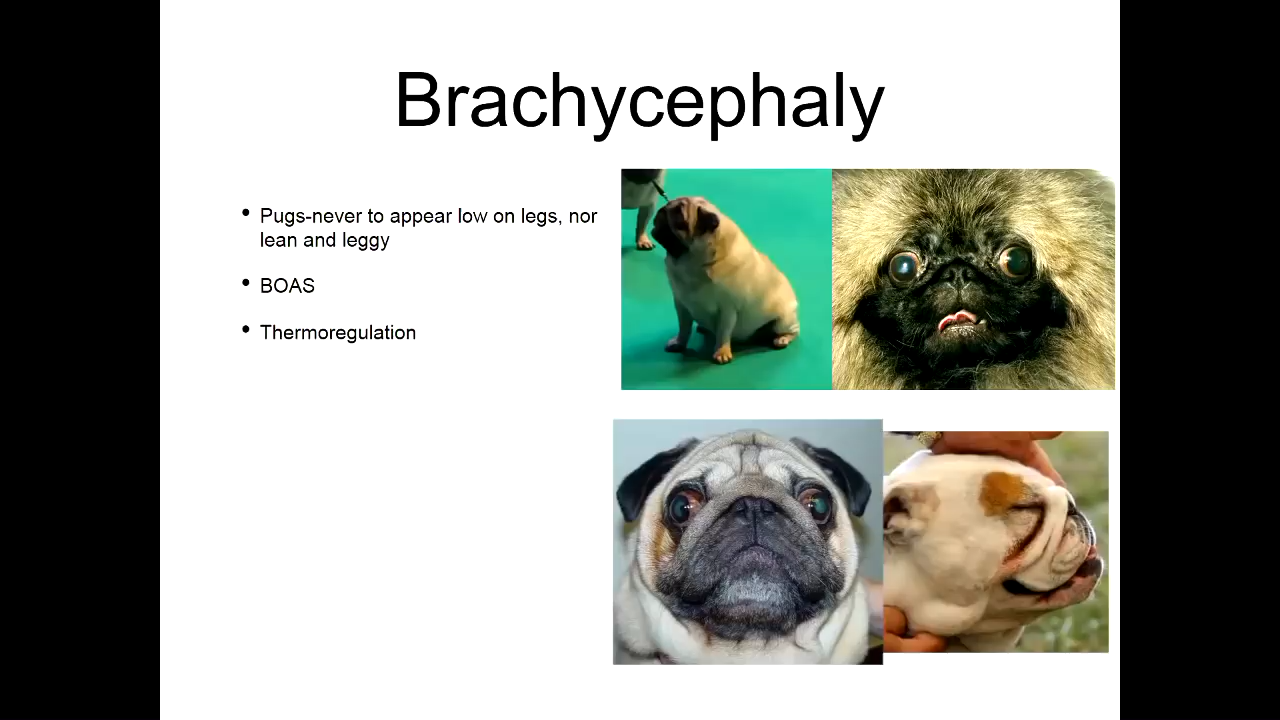 Brachycephaly
• Pugs-never to appear low on legs, nor
lean and leggy
• BOAS
• Thermoregulation